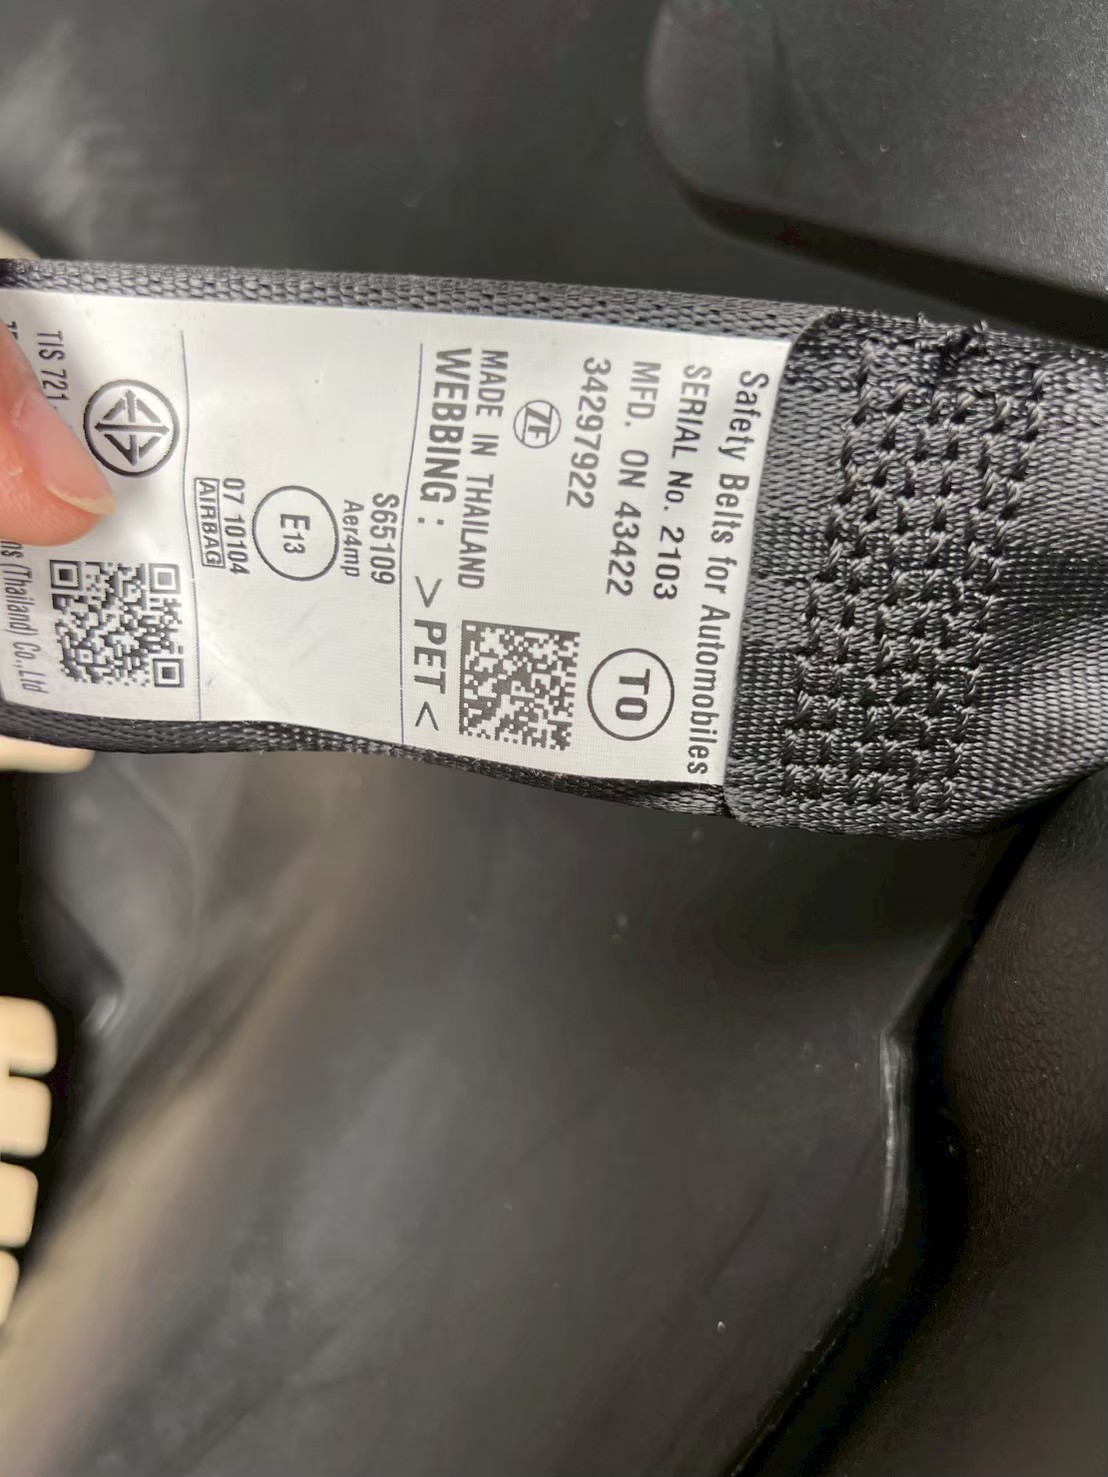 Safety Belts for Automobiles
SERIAL No. 2103
MFD. ON 43422
34297922
TO
ZF
MADE IN THAILAND
WEBBING : >PET<
S65109
Aer4mp
E13
07 10104
AIRBAG
TIS 721
(Thailand) Co.,Ltd